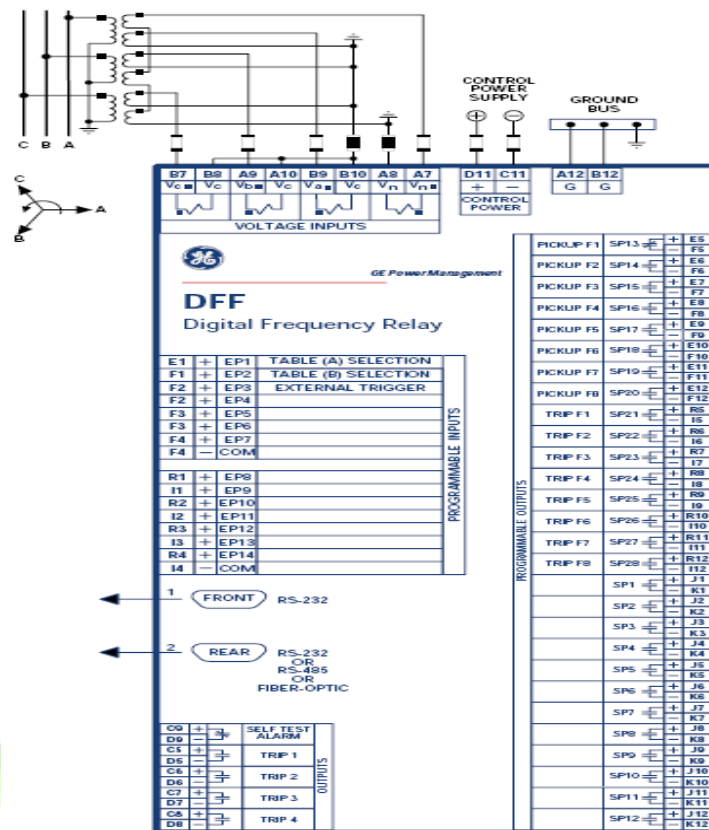 C B A
CONTROL
POWER
SUPPLY
GROUND
BUS
C
A
B
B7 B8 A9 A10 B9 B10 A8 A7 D11 C11 A12 B12
Vc Vc Vb Vc Va Vc Vn Vn + − G G
CONTROL
POWER
VOLTAGE INPUTS
GE Power Management
DFF
Digital Frequency Relay
E1 + EP1 TABLE (A) SELECTION
F1 + EP2 TABLE (B) SELECTION
F2 + EP3 EXTERNAL TRIGGER
F2 + EP4
F3 + EP5
F3 + EP6
F4 + EP7
F4 − COM
R1 + EP8
I1 + EP9
R2 + EP10
I2 + EP11
R3 + EP12
I3 + EP13
R4 + EP14
I4 − COM
PROGRAMMABLE INPUTS
1 FRONT RS-232
2 REAR RS-232
OR
RS-485
OR
FIBER-OPTIC
C9 + SELF TEST
D9 − ALARM
C5 + TRIP 1
D5 −
C6 + TRIP 2
D6 −
C7 + TRIP 3
D7 −
C8 + TRIP 4
D8 −
OUTPUTS
PROGRAMMABLE OUTPUTS
PICKUP F1 SP13 + E5
− F5
PICKUP F2 SP14 + E6
− F6
PICKUP F3 SP15 + E7
− F7
PICKUP F4 SP16 + E8
− F8
PICKUP F5 SP17 + E9
− F9
PICKUP F6 SP18 + E10
− F10
PICKUP F7 SP19 + E11
− F11
PICKUP F8 SP20 + E12
− F12
TRIP F1 SP21 + R5
− I5
TRIP F2 SP22 + R6
− I6
TRIP F3 SP23 + R7
− I7
TRIP F4 SP24 + R8
− I8
TRIP F5 SP25 + R9
− I9
TRIP F6 SP26 + R10
− I10
TRIP F7 SP27 + R11
− I11
TRIP F8 SP28 + R12
− I12
SP1 + J1
− K1
SP2 + J2
− K2
SP3 + J3
− K3
SP4 + J4
− K4
SP5 + J5
− K5
SP6 + J6
− K6
SP7 + J7
− K7
SP8 + J8
− K8
SP9 + J9
− K9
SP10 + J10
− K10
SP11 + J11
− K11
SP12 + J12
− K12